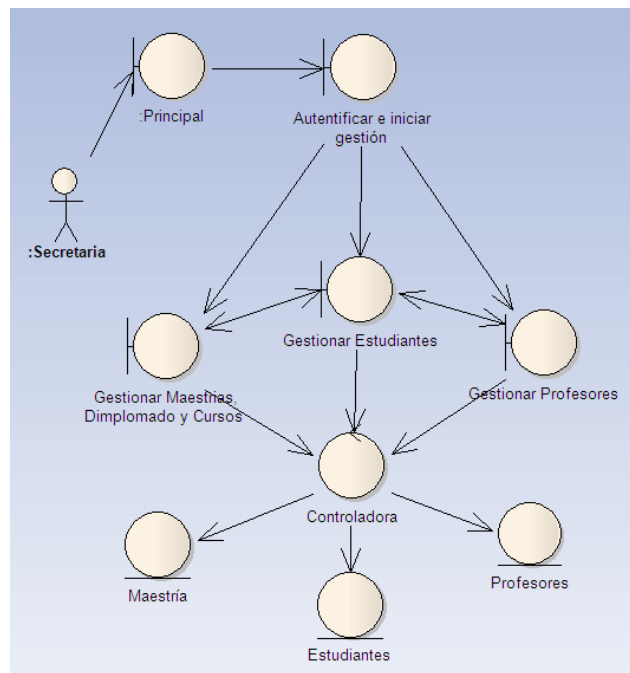 :Principal
Autentificar e iniciar
gestión
:Secretaria
Gestionar Estudiantes
Gestionar Maestrias,
Dimplomado y Cursos
Gestionar Profesores
Controladora
Maestría
Profesores
Estudiantes